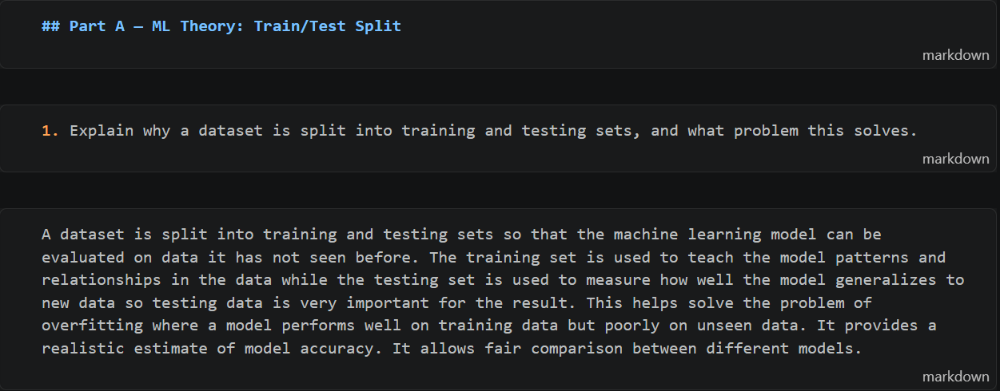 ## Part A — ML Theory: Train/Test Split
markdown
1. Explain why a dataset is split into training and testing sets, and what problem this solves.
markdown
A dataset is split into training and testing sets so that the machine learning model can be
evaluated on data it has not seen before. The training set is used to teach the model patterns and
relationships in the data while the testing set is used to measure how well the model generalizes to
new data so testing data is very important for the result. This helps solve the problem of
overfitting where a model performs well on training data but poorly on unseen data. It provides a
realistic estimate of model accuracy. It allows fair comparison between different models.
markdown